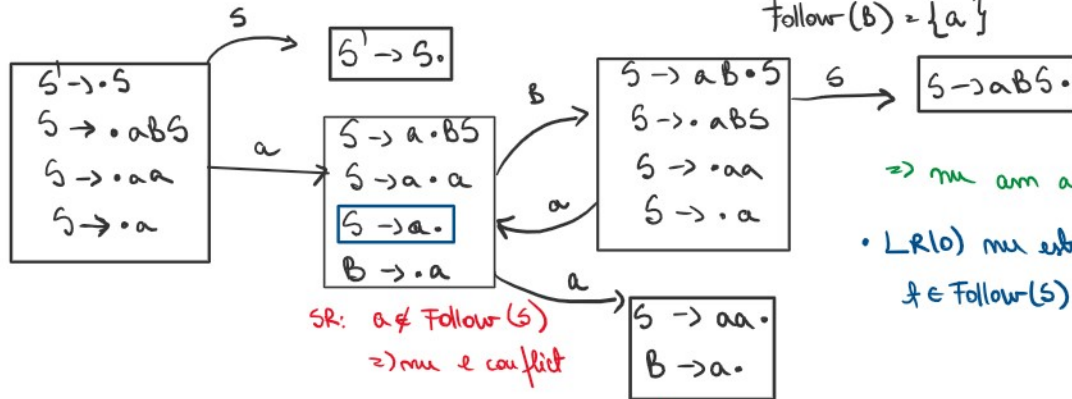 Follow(B) = {a}
S
S' -> .S
S -> .aBS
S -> .aa
S -> .a
a
S' -> S.
S -> a.BS
S -> a.a
S -> a.
B -> .a
B
a
a
S -> aB.S
S -> .aBS
S -> .aa
S -> .a
S
S -> aBS.
S -> aa.
B -> a.
SR: a ∉ Follow(S)
=> nu e conflict
=> nu am a
• LR(0) nu est
∈ Follow(S)